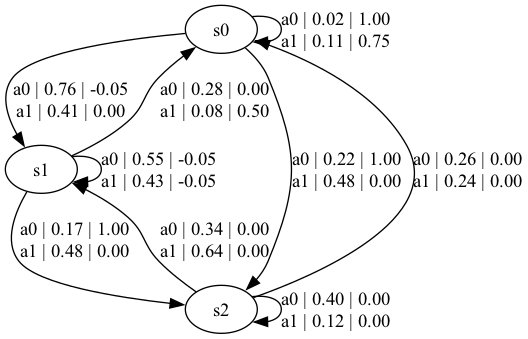 s0
a0 | 0.02 | 1.00
a1 | 0.11 | 0.75
a0 | 0.76 | -0.05
a1 | 0.41 | 0.00
a0 | 0.28 | 0.00
a1 | 0.08 | 0.50
s1
a0 | 0.55 | -0.05
a1 | 0.43 | -0.05
a0 | 0.22 | 1.00
a1 | 0.48 | 0.00
a0 | 0.26 | 0.00
a1 | 0.24 | 0.00
a0 | 0.17 | 1.00
a1 | 0.48 | 0.00
a0 | 0.34 | 0.00
a1 | 0.64 | 0.00
s2
a0 | 0.40 | 0.00
a1 | 0.12 | 0.00